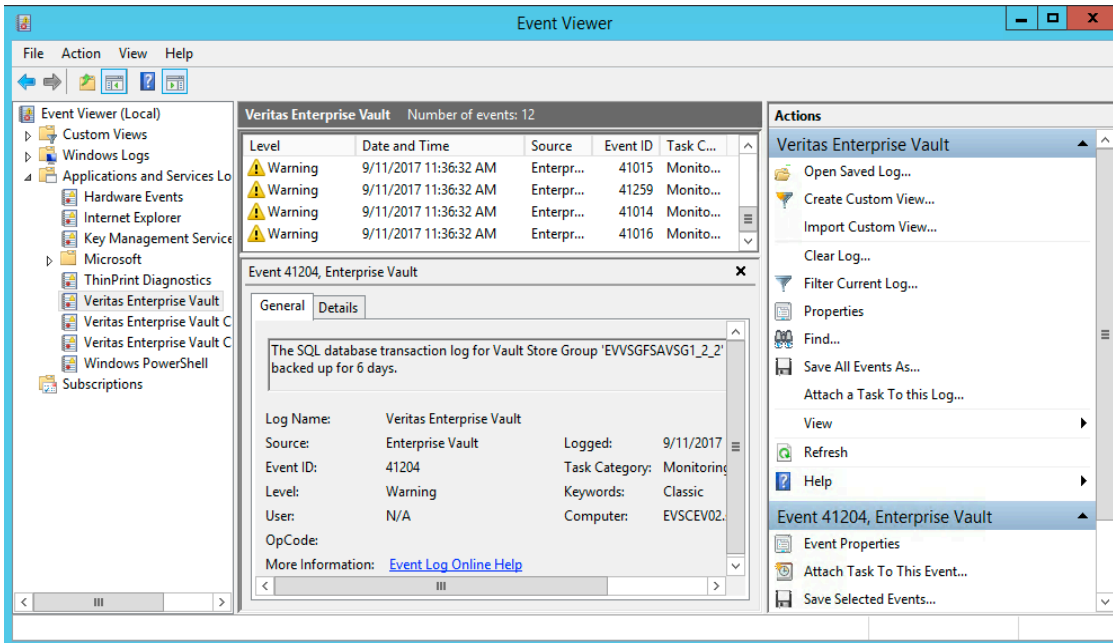 Event Viewer
File Action View Help
Event Viewer (Local)
Custom Views
Windows Logs
Applications and Services Lo
Hardware Events
Internet Explorer
Key Management Service
Microsoft
ThinPrint Diagnostics
Veritas Enterprise Vault
Veritas Enterprise Vault C
Veritas Enterprise Vault C
Windows PowerShell
Subscriptions
Veritas Enterprise Vault Number of events: 12
Level Date and Time Source Event ID Task C...
Warning 9/11/2017 11:36:32 AM Enterpr... 41015 Monito...
Warning 9/11/2017 11:36:32 AM Enterpr... 41259 Monito...
Warning 9/11/2017 11:36:32 AM Enterpr... 41014 Monito...
Warning 9/11/2017 11:36:32 AM Enterpr... 41016 Monito...
Event 41204, Enterprise Vault
General Details
The SQL database transaction log for Vault Store Group 'EVVSGFSAVSG1_2_2'
backed up for 6 days.
Log Name: Veritas Enterprise Vault
Source: Enterprise Vault Logged: 9/11/2017
Event ID: 41204 Task Category: Monitoring
Level: Warning Keywords: Classic
User: N/A Computer: EVSCEV02.
OpCode:
More Information: Event Log Online Help
Actions
Veritas Enterprise Vault
Open Saved Log...
Create Custom View...
Import Custom View...
Clear Log...
Filter Current Log...
Properties
Find...
Save All Events As...
Attach a Task To this Log...
View
Refresh
Help
Event 41204, Enterprise Vault
Event Properties
Attach Task To This Event...
Save Selected Events...